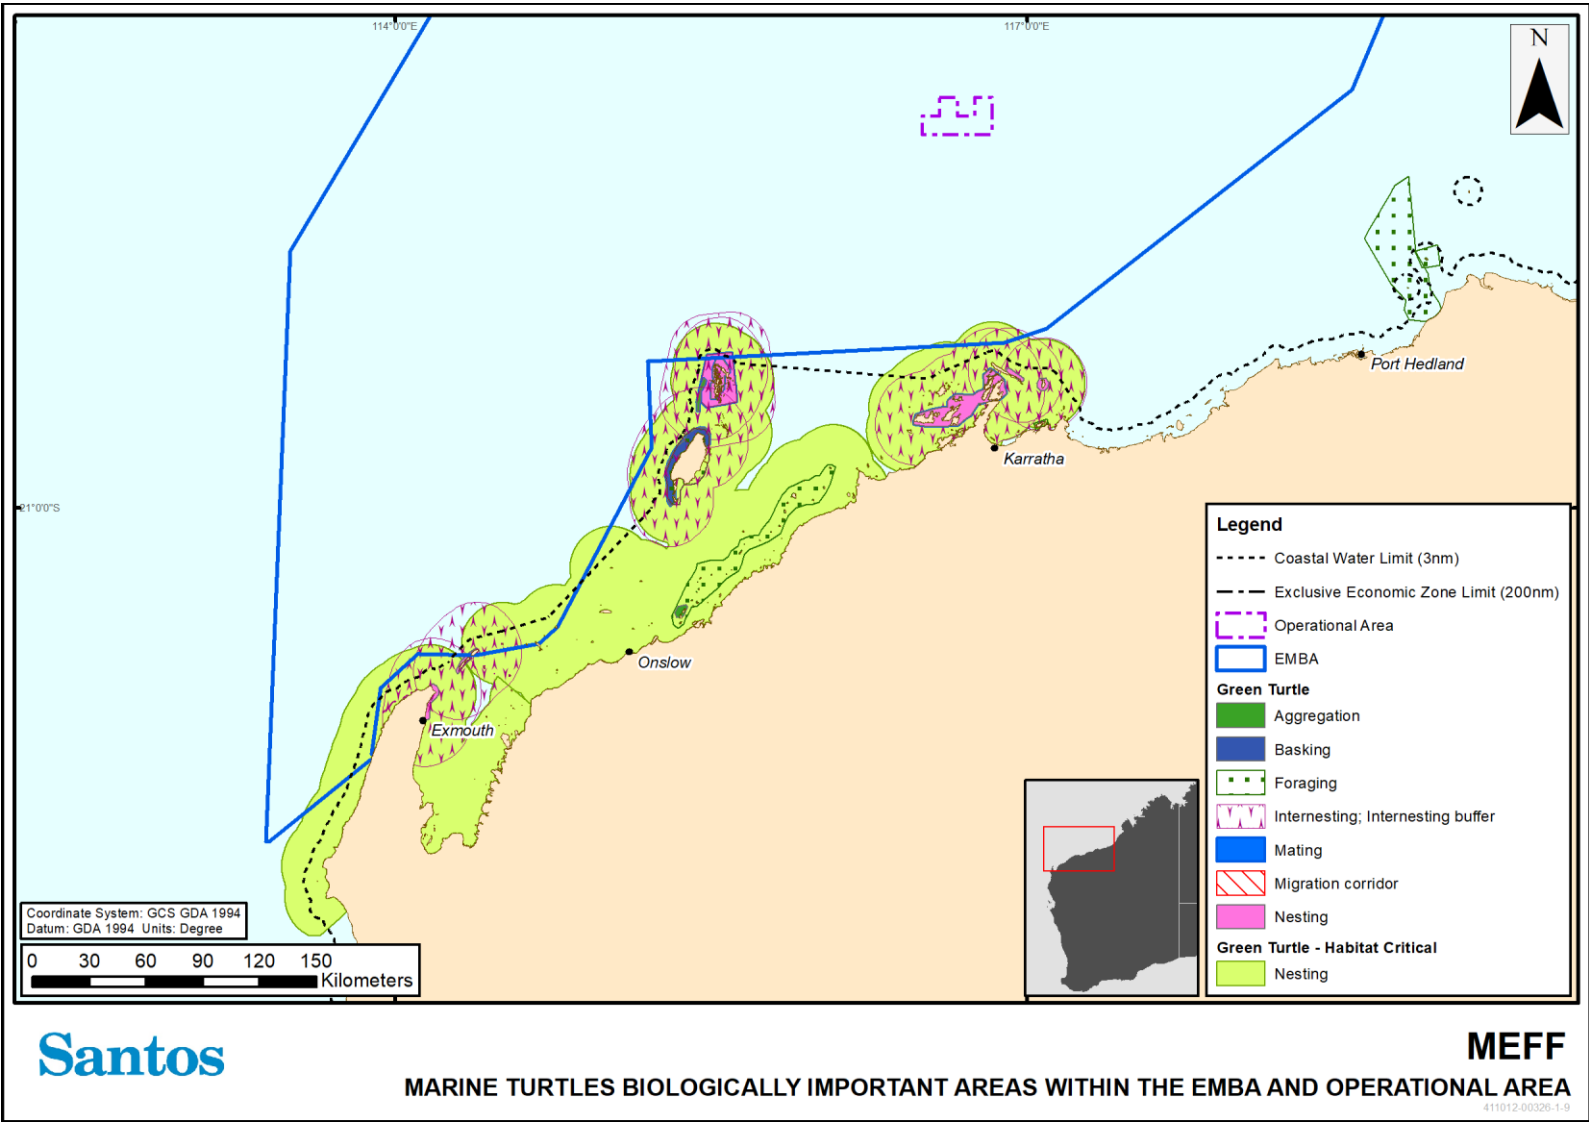 114°0'0"E
117°0'0"E
N
Port Hedland
Karratha
21°0'0"S
Onslow
Exmouth
Legend
Coastal Water Limit (3nm)
Exclusive Economic Zone Limit (200nm)
Operational Area
EMBA
Green Turtle
Aggregation
Basking
Foraging
Internesting; Internesting buffer
Mating
Migration corridor
Nesting
Green Turtle - Habitat Critical
Nesting
Coordinate System: GCS GDA 1994
Datum: GDA 1994 Units: Degree
0 30 60 90 120 150
Kilometers
Santos
MEFF
MARINE TURTLES BIOLOGICALLY IMPORTANT AREAS WITHIN THE EMBA AND OPERATIONAL AREA
411012-00326-1-9